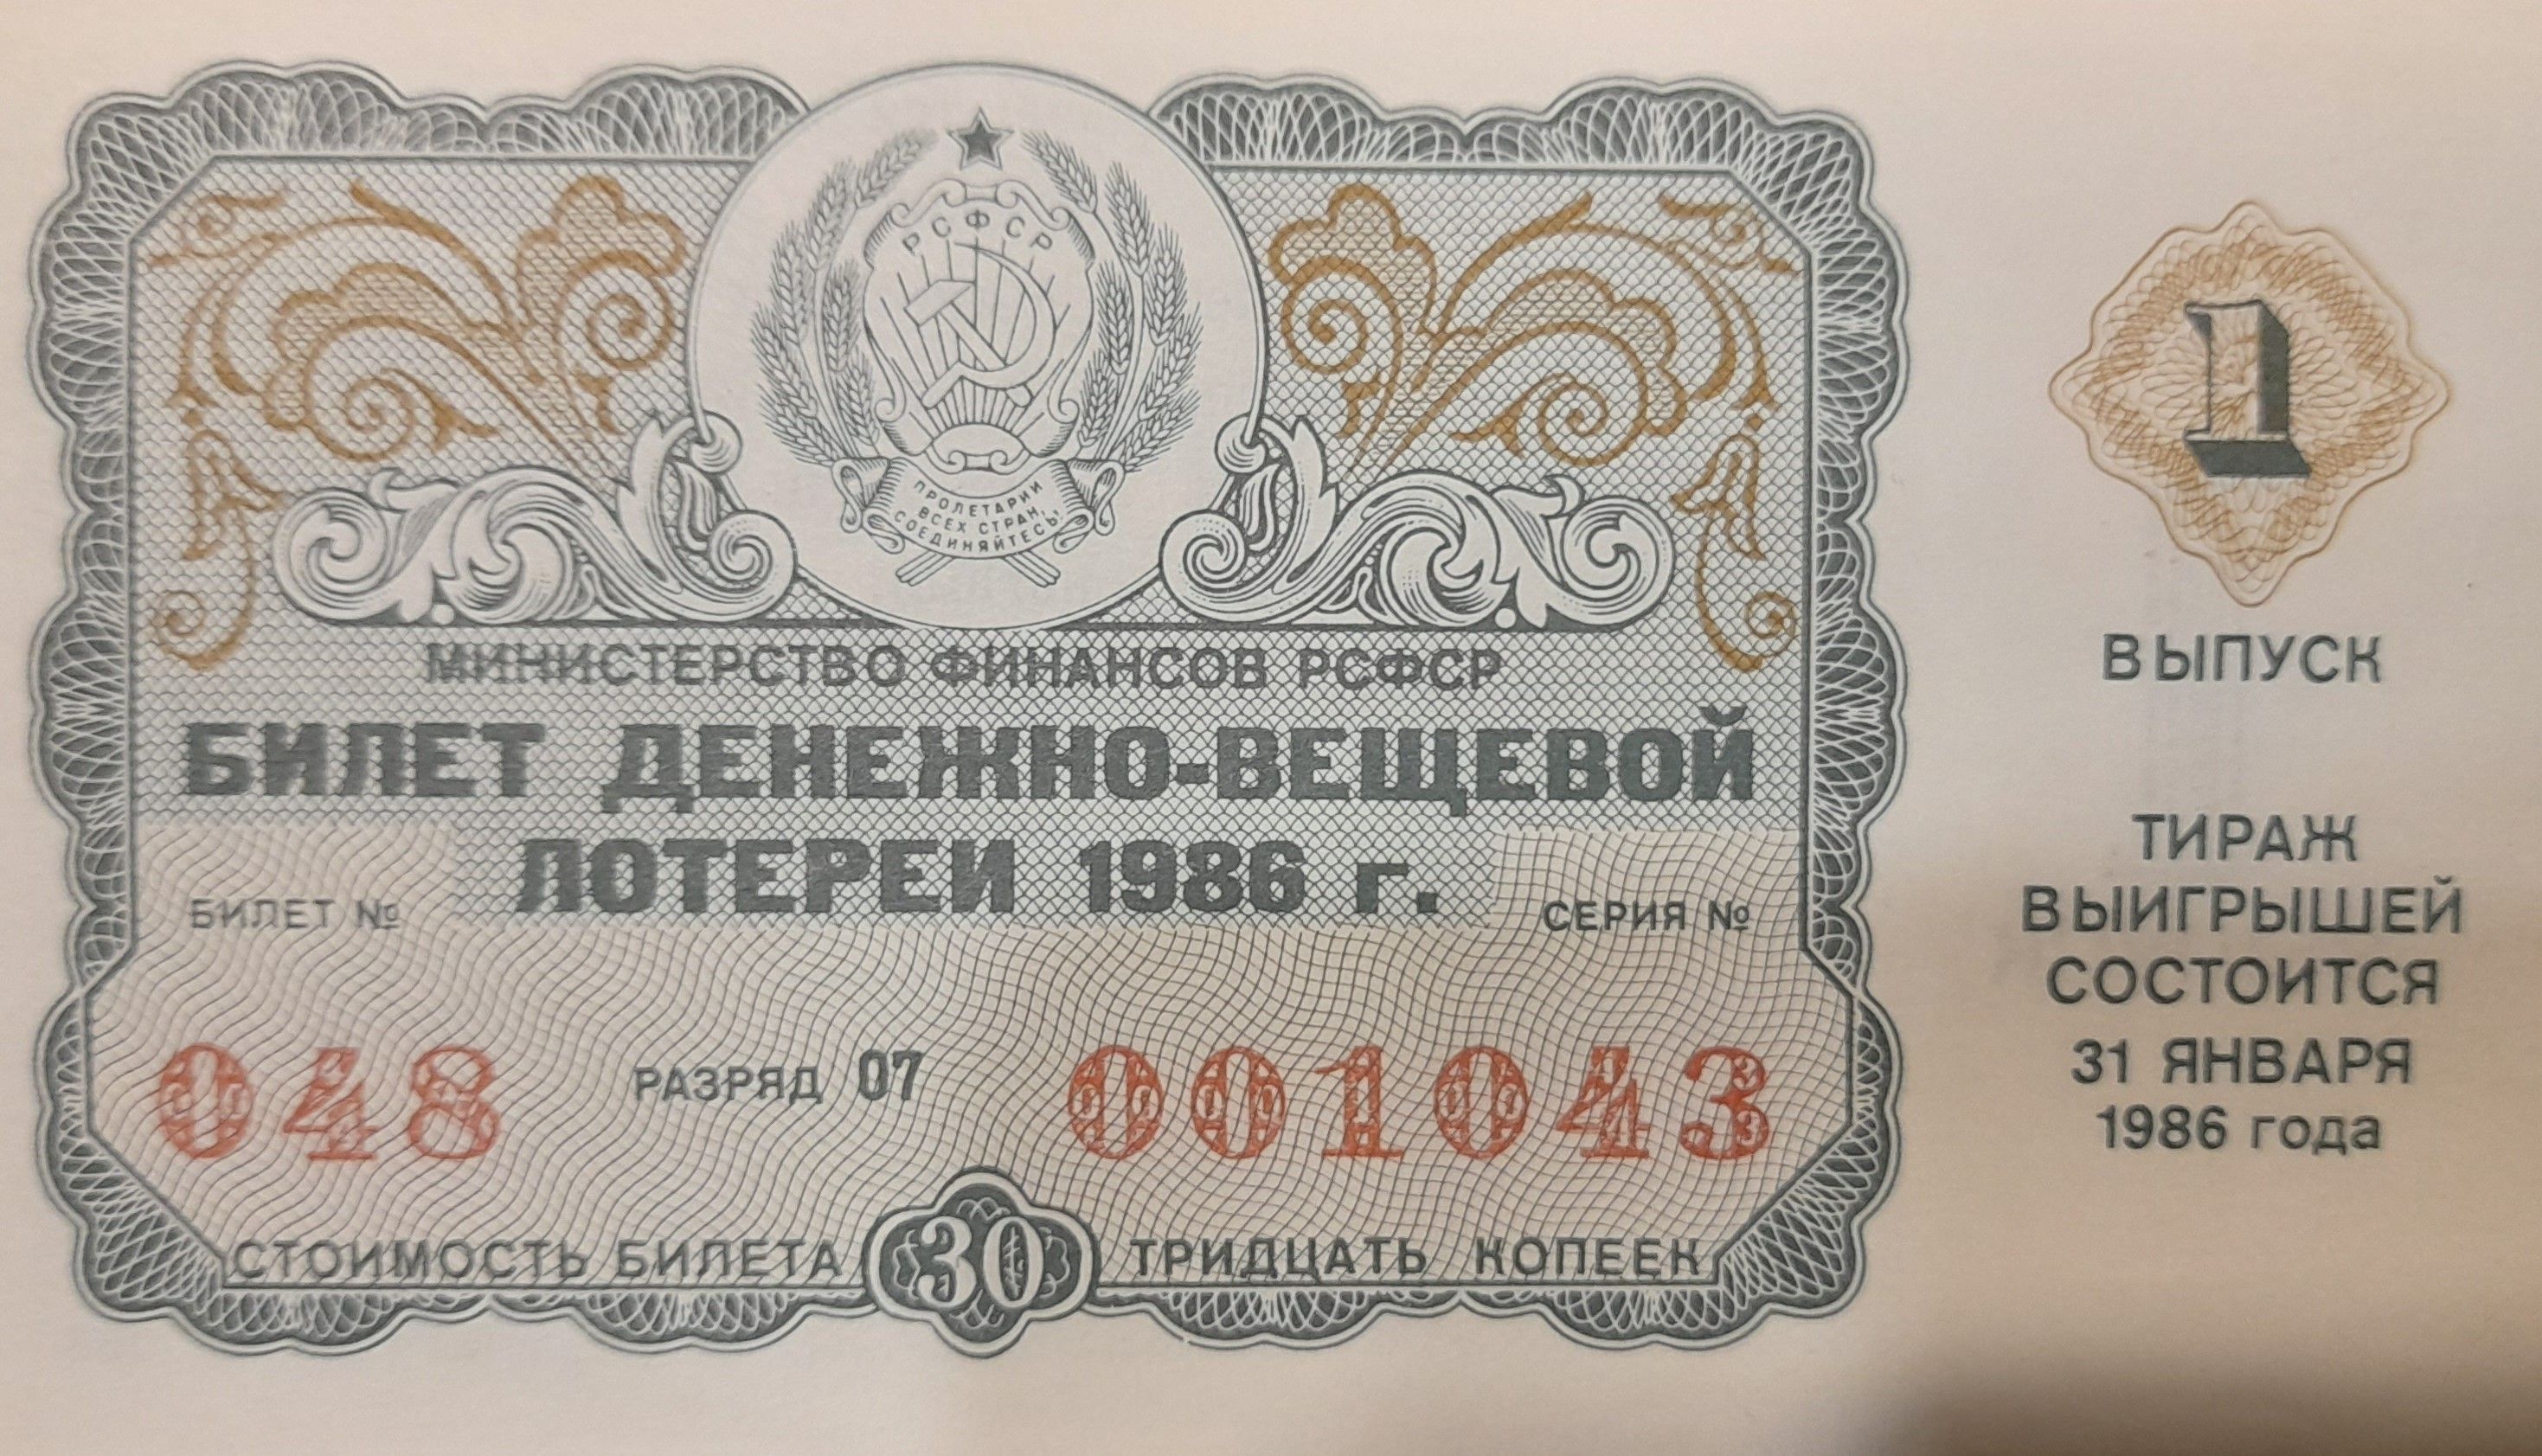 РСФСР
ПРОЛЕТАРИИ
ВСЕХ СТРАН,
СОЕДИНЯЙТЕСЬ!
МИНИСТЕРСТВО ФИНАНСОВ РСФСР
БИЛЕТ ДЕНЕЖНО-ВЕЩЕВОЙ
ЛОТЕРЕИ 1986 г.
БИЛЕТ №
СЕРИЯ №
048
РАЗРЯД 07
001043
СТОИМОСТЬ БИЛЕТА 30 ТРИДЦАТЬ КОПЕЕК
1
ВЫПУСК
ТИРАЖ
ВЫИГРЫШЕЙ
СОСТОИТСЯ
31 ЯНВАРЯ
1986 года